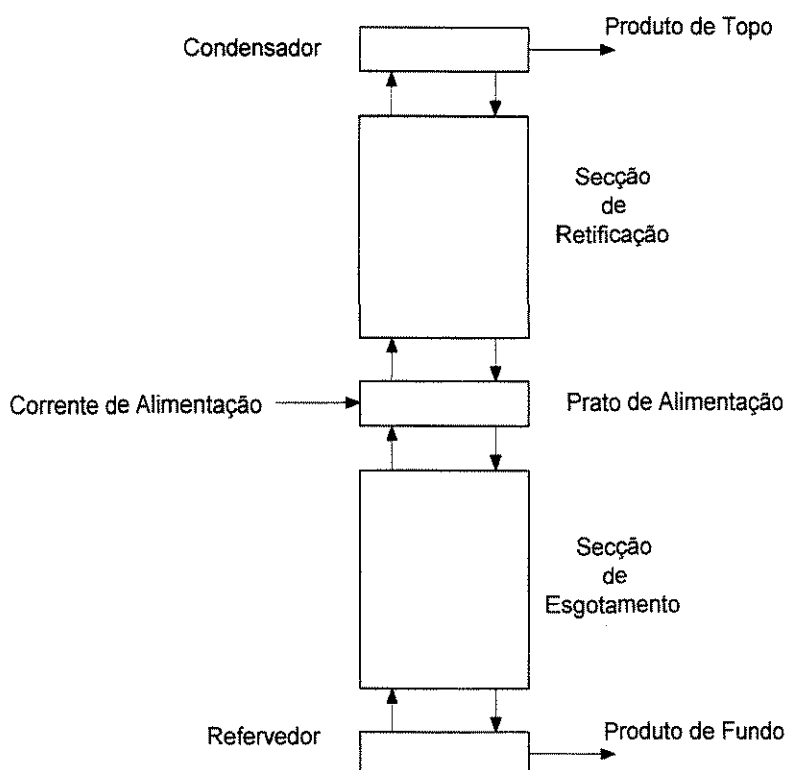 Condensador
Produto de Topo
Secção
de
Retificação
Corrente de Alimentação
Prato de Alimentação
Secção
de
Esgotamento
Refervedor
Produto de Fundo